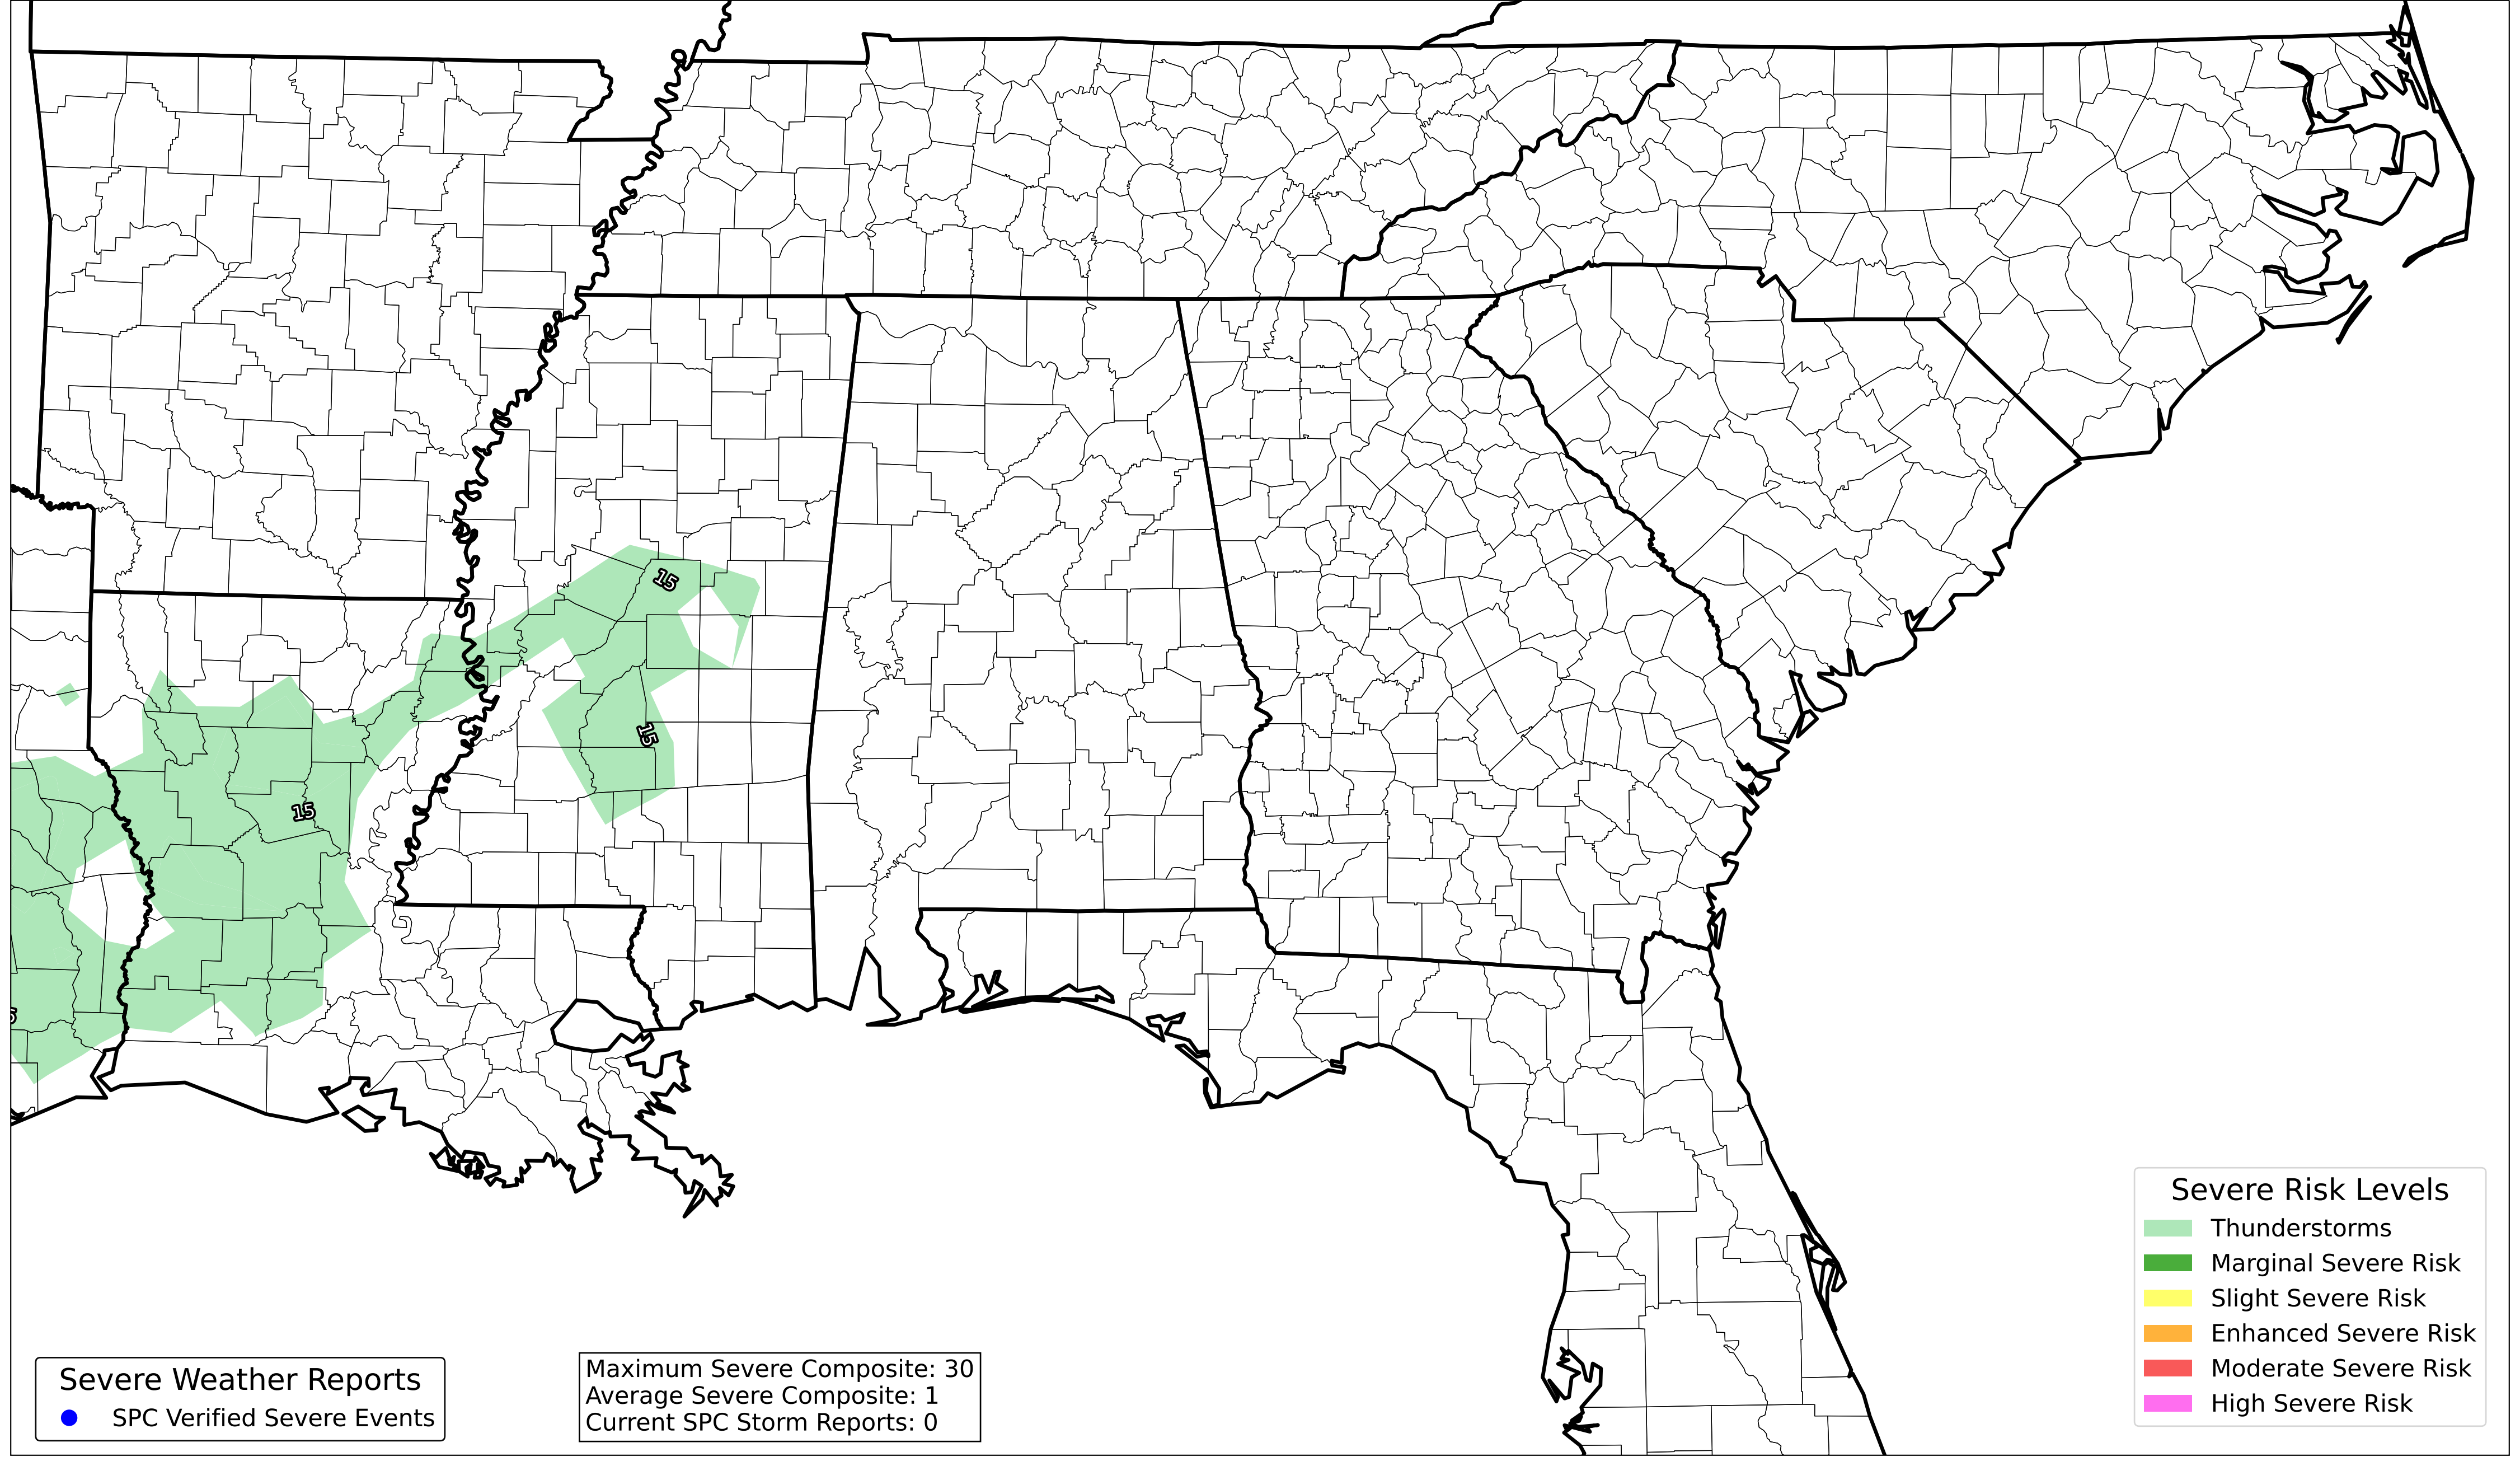 15
15
15
5
Severe Risk Levels
Thunderstorms
Marginal Severe Risk
Slight Severe Risk
Enhanced Severe Risk
Moderate Severe Risk
High Severe Risk
Severe Weather Reports
SPC Verified Severe Events
Maximum Severe Composite: 30
Average Severe Composite: 1
Current SPC Storm Reports: 0